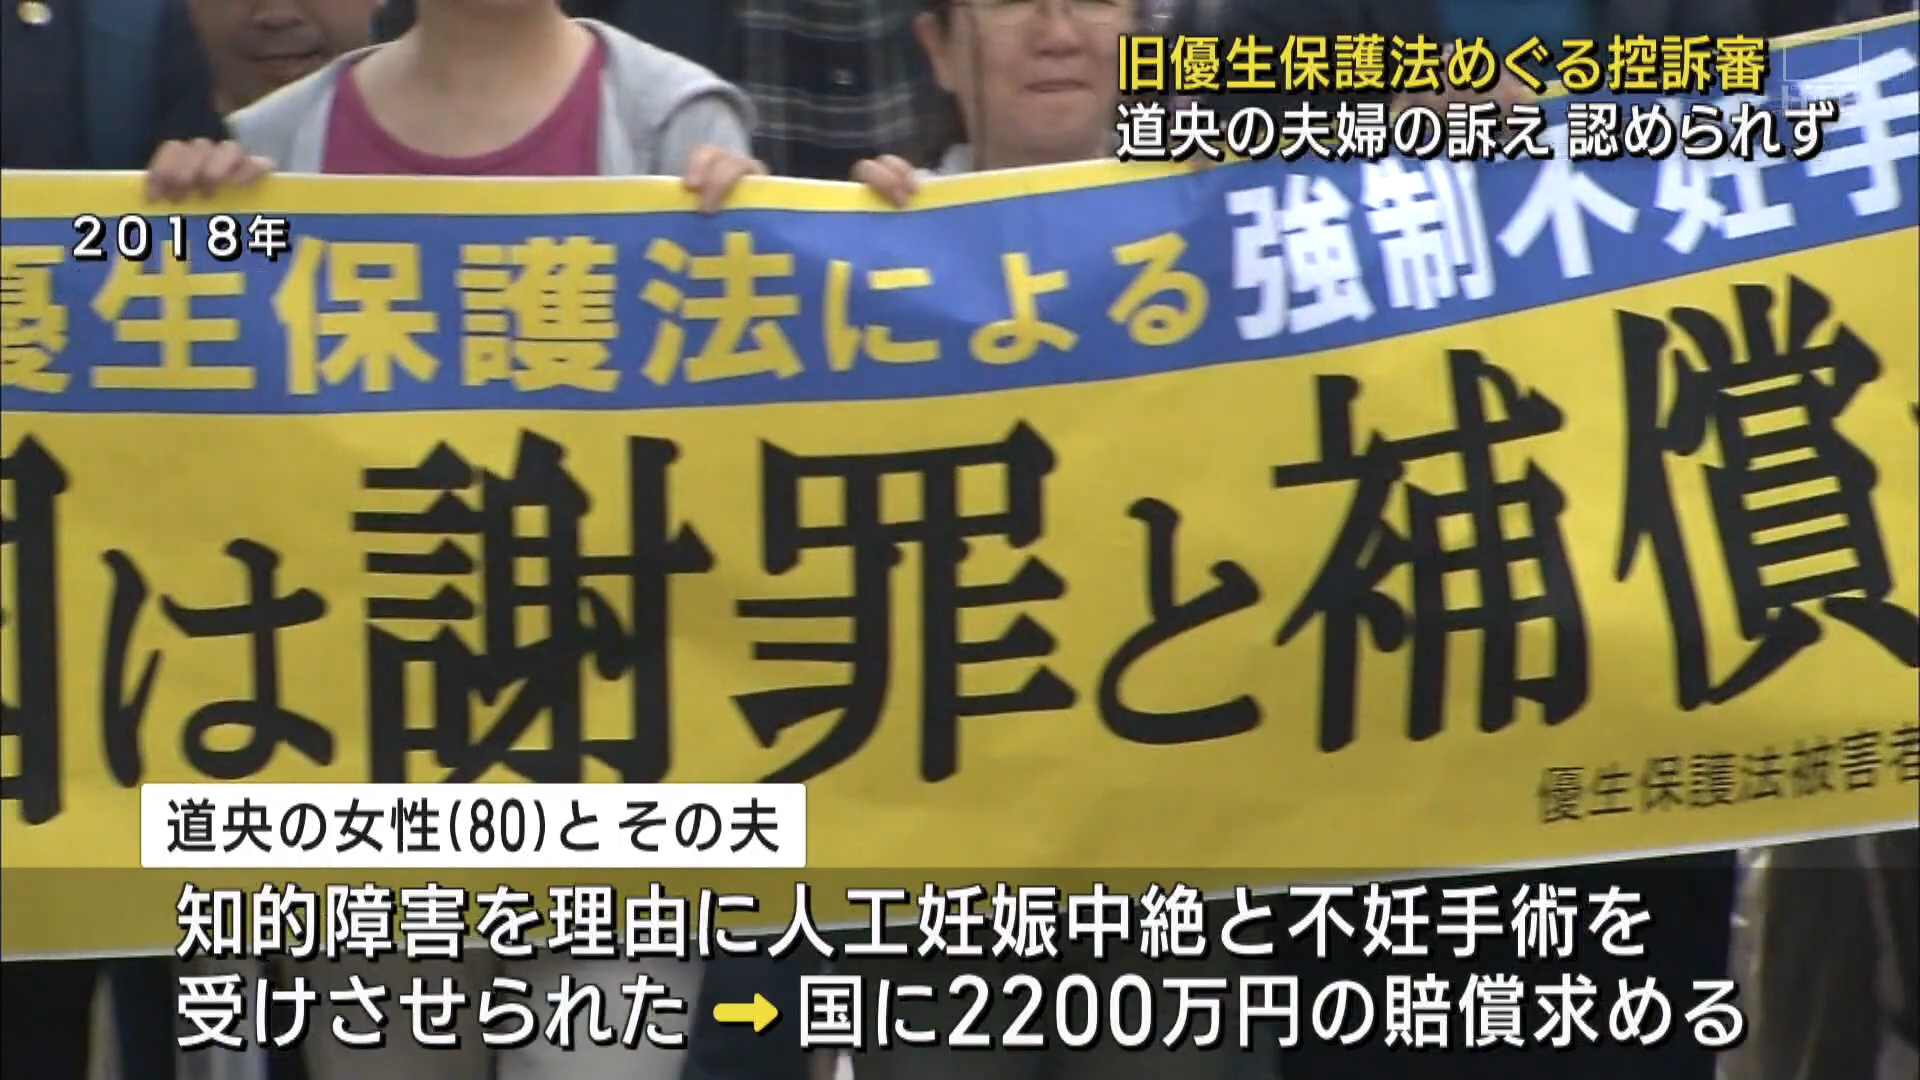 旧優生保護法めぐる控訴審
道央の夫婦の訴え 認められず
2018年
優生保護法による強制不妊手
国は謝罪と補償
優生保護法被害者
道央の女性(80)と その夫
知的障害を理由に人工妊娠中絶と不妊手術を
受けさせられた➡国に2200万円の賠償求める